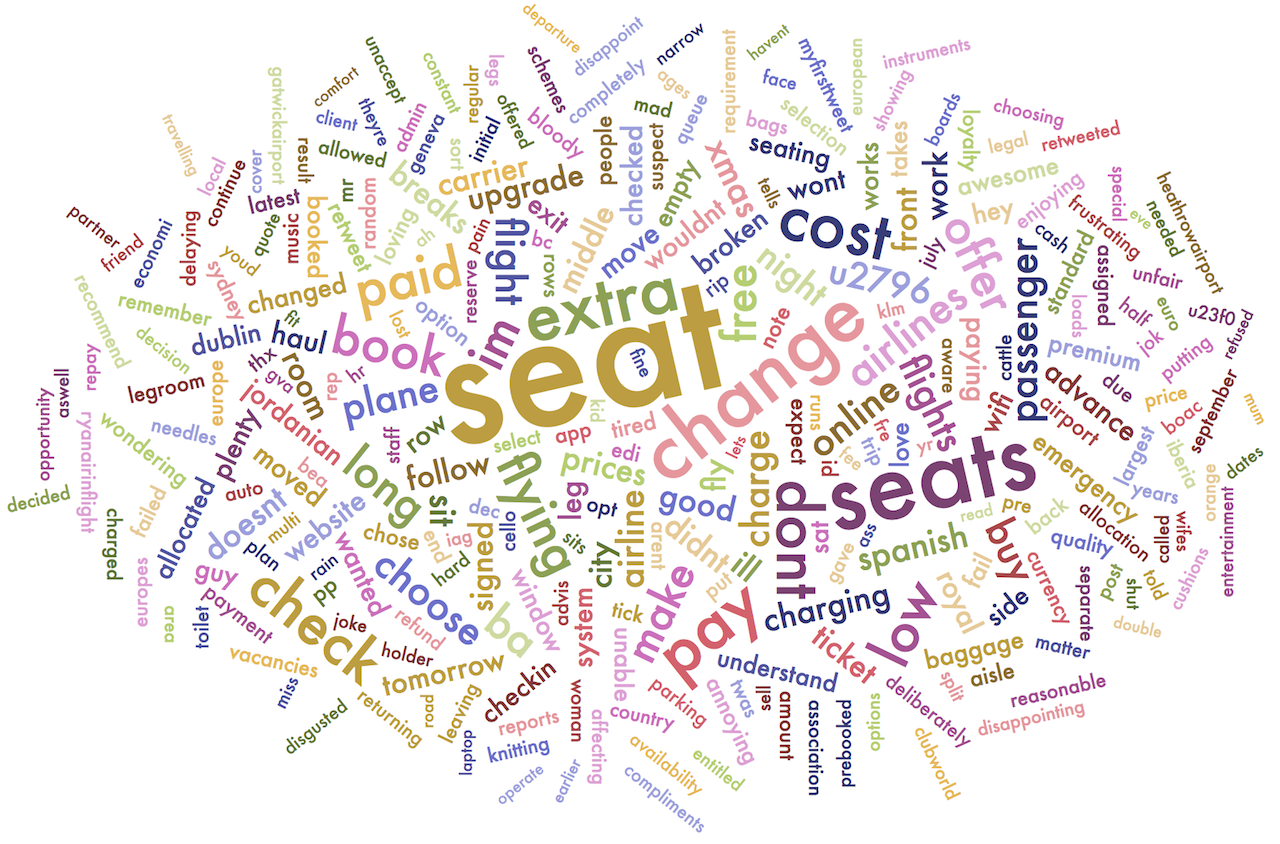 departure
disappoint
narrow
havent
myfirsttweet
european
instruments
unaccept
constant
regular
legs
schemes
completely
ages
requirement
face
showing
boards
choosing
comfort
gatwickairport
theyre
admin
offered
bloody
mad
queue
bags
selection
loyalty
legal
retweeted
travelling
client
geneva
initial
people
suspect
seating
works
takes
work
awesome
local
cover
result
allowed
sort
carrier
upgrade
checked
empty
xmas
tells
wont
front
hey
enjoying
special
heathrowairport
partner
friend
continue
latest
mr
random
breaks
loving
ah
pain
exit
bc
middle
move
wouldnt
broken
cost
july
offer
cash
frustrating
eve
needed
economi
delaying
quote
music
booked
retweet
flight
rows
rip
night
u2796
passenger
standard
assigned
unfair
youd
sydney
changed
paid
option
reserve
extra
free
note
klm
airlines
loads
half
euro
u23f0
refused
recommend
remember
decision
fit
lost
sim
seat
fine
change
paying
aware
cattle
premium
jok
putting
dublin
haul
book
thx
gva
room
rep
hr
plane
flights
wifi
advance
due
price
boac
september
mum
replay
aswell
opportunity
legroom
europe
jordanian
staff
row
select
kid
app
tired
lets
expect
runs
online
fre
love
yr
airport
largest
iberia
dates
ryanairinflight
wondering
needles
plenty
moved
bea
long
follow
flying
edi
prices
fly
charge
pl
fee
trip
seats
emergency
years
orange
decided
failed
auto
allocated
doesnt
multi
website
sit
dec
cello
leg
opt
good
dont
sat
ass
read
pre
back
allocation
called
wifes
entertainment
charged
plan
rain
chose
end
iag
hard
signed
sits
city
airline
arrent
didnt
ill
gave
spanish
buy
quality
post
told
cushions
europes
area
toilet
guy
payment
pp
wanted
choose
window
advis
tick
put
fail
royal
side
currency
separate
shut
double
check
joke
refund
holder
ba
system
unable
make
pay
charging
low
baggage
matter
vacancies
miss
tomorrow
checkin
woman
country
parking
understand
ticket
aisle
split
reasonable
disgusted
returning
road
leaving
reports
knitting
affecting
annoying
twas
sell
amount
association
prebooked
options
deliberately
disappointing
laptop
operate
earlier
availability
compliments
entitled
clubworld